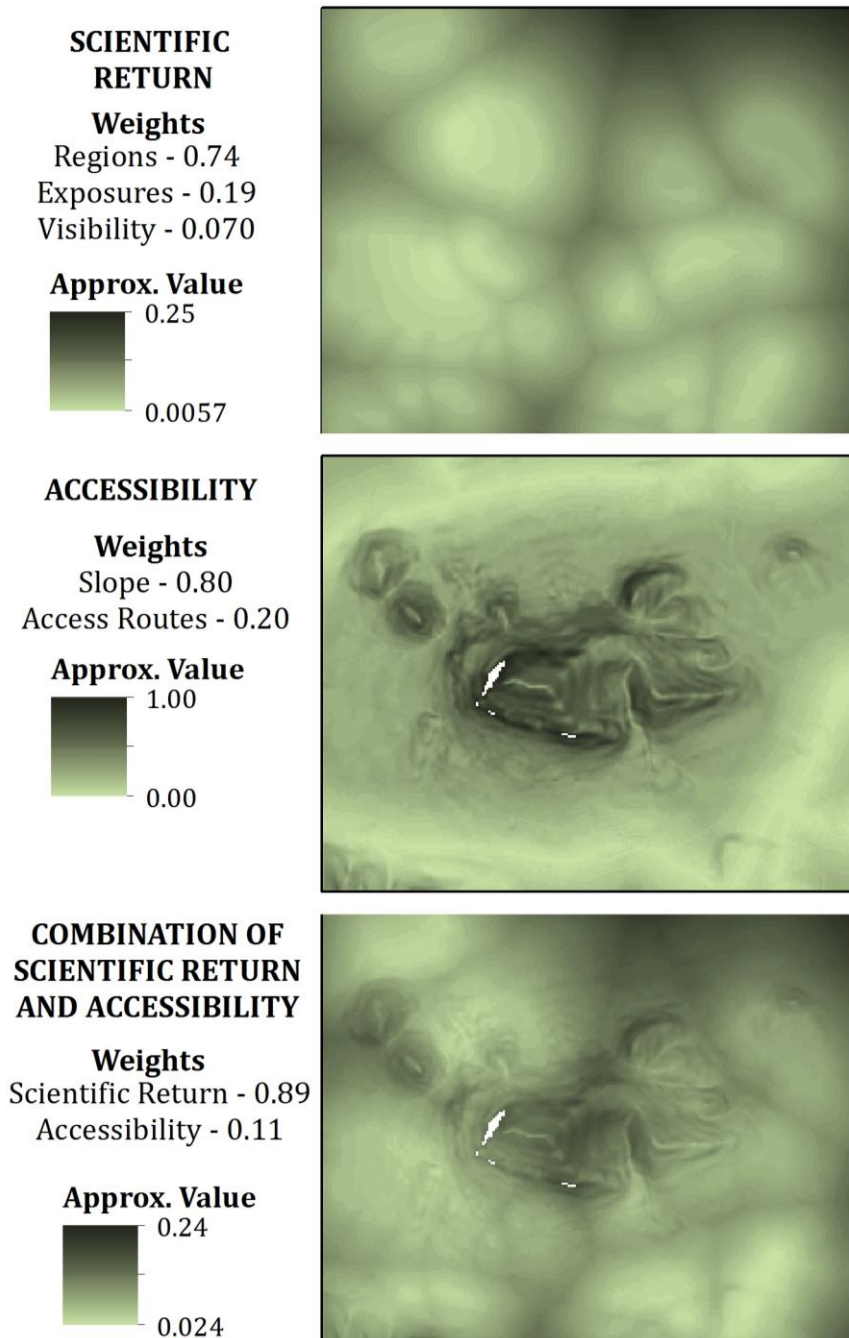 SCIENTIFIC
RETURN
Weights
Regions - 0.74
Exposures - 0.19
Visibility - 0.070
Approx. Value
0.25
0.0057
ACCESSIBILITY
Weights
Slope - 0.80
Access Routes - 0.20
Approx. Value
1.00
0.00
COMBINATION OF
SCIENTIFIC RETURN
AND ACCESSIBILITY
Weights
Scientific Return - 0.89
Accessibility - 0.11
Approx. Value
0.24
0.024